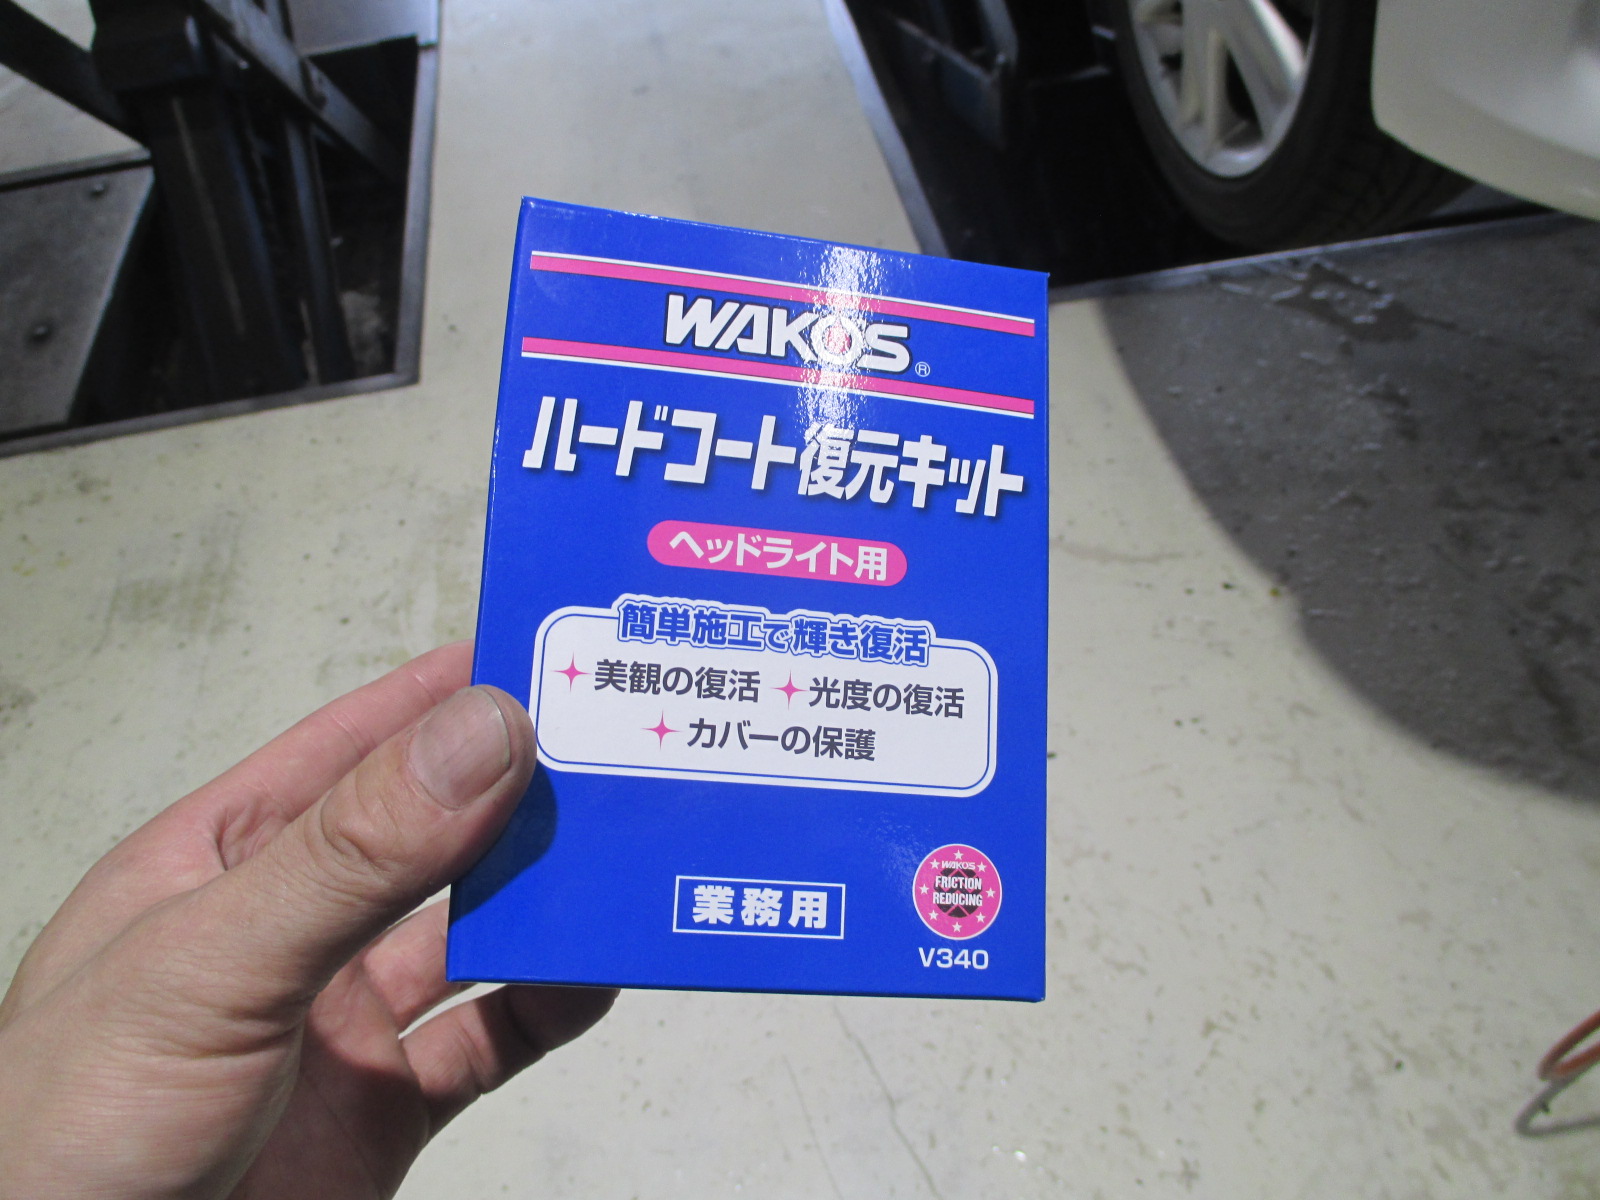 WAKO'S®
ハードコート復元キット
ヘッドライト用
簡単施工で輝き復活
美観の復活 光度の復活
カバーの保護
業務用
WAKO'S
FRICTION
REDUCING
V340